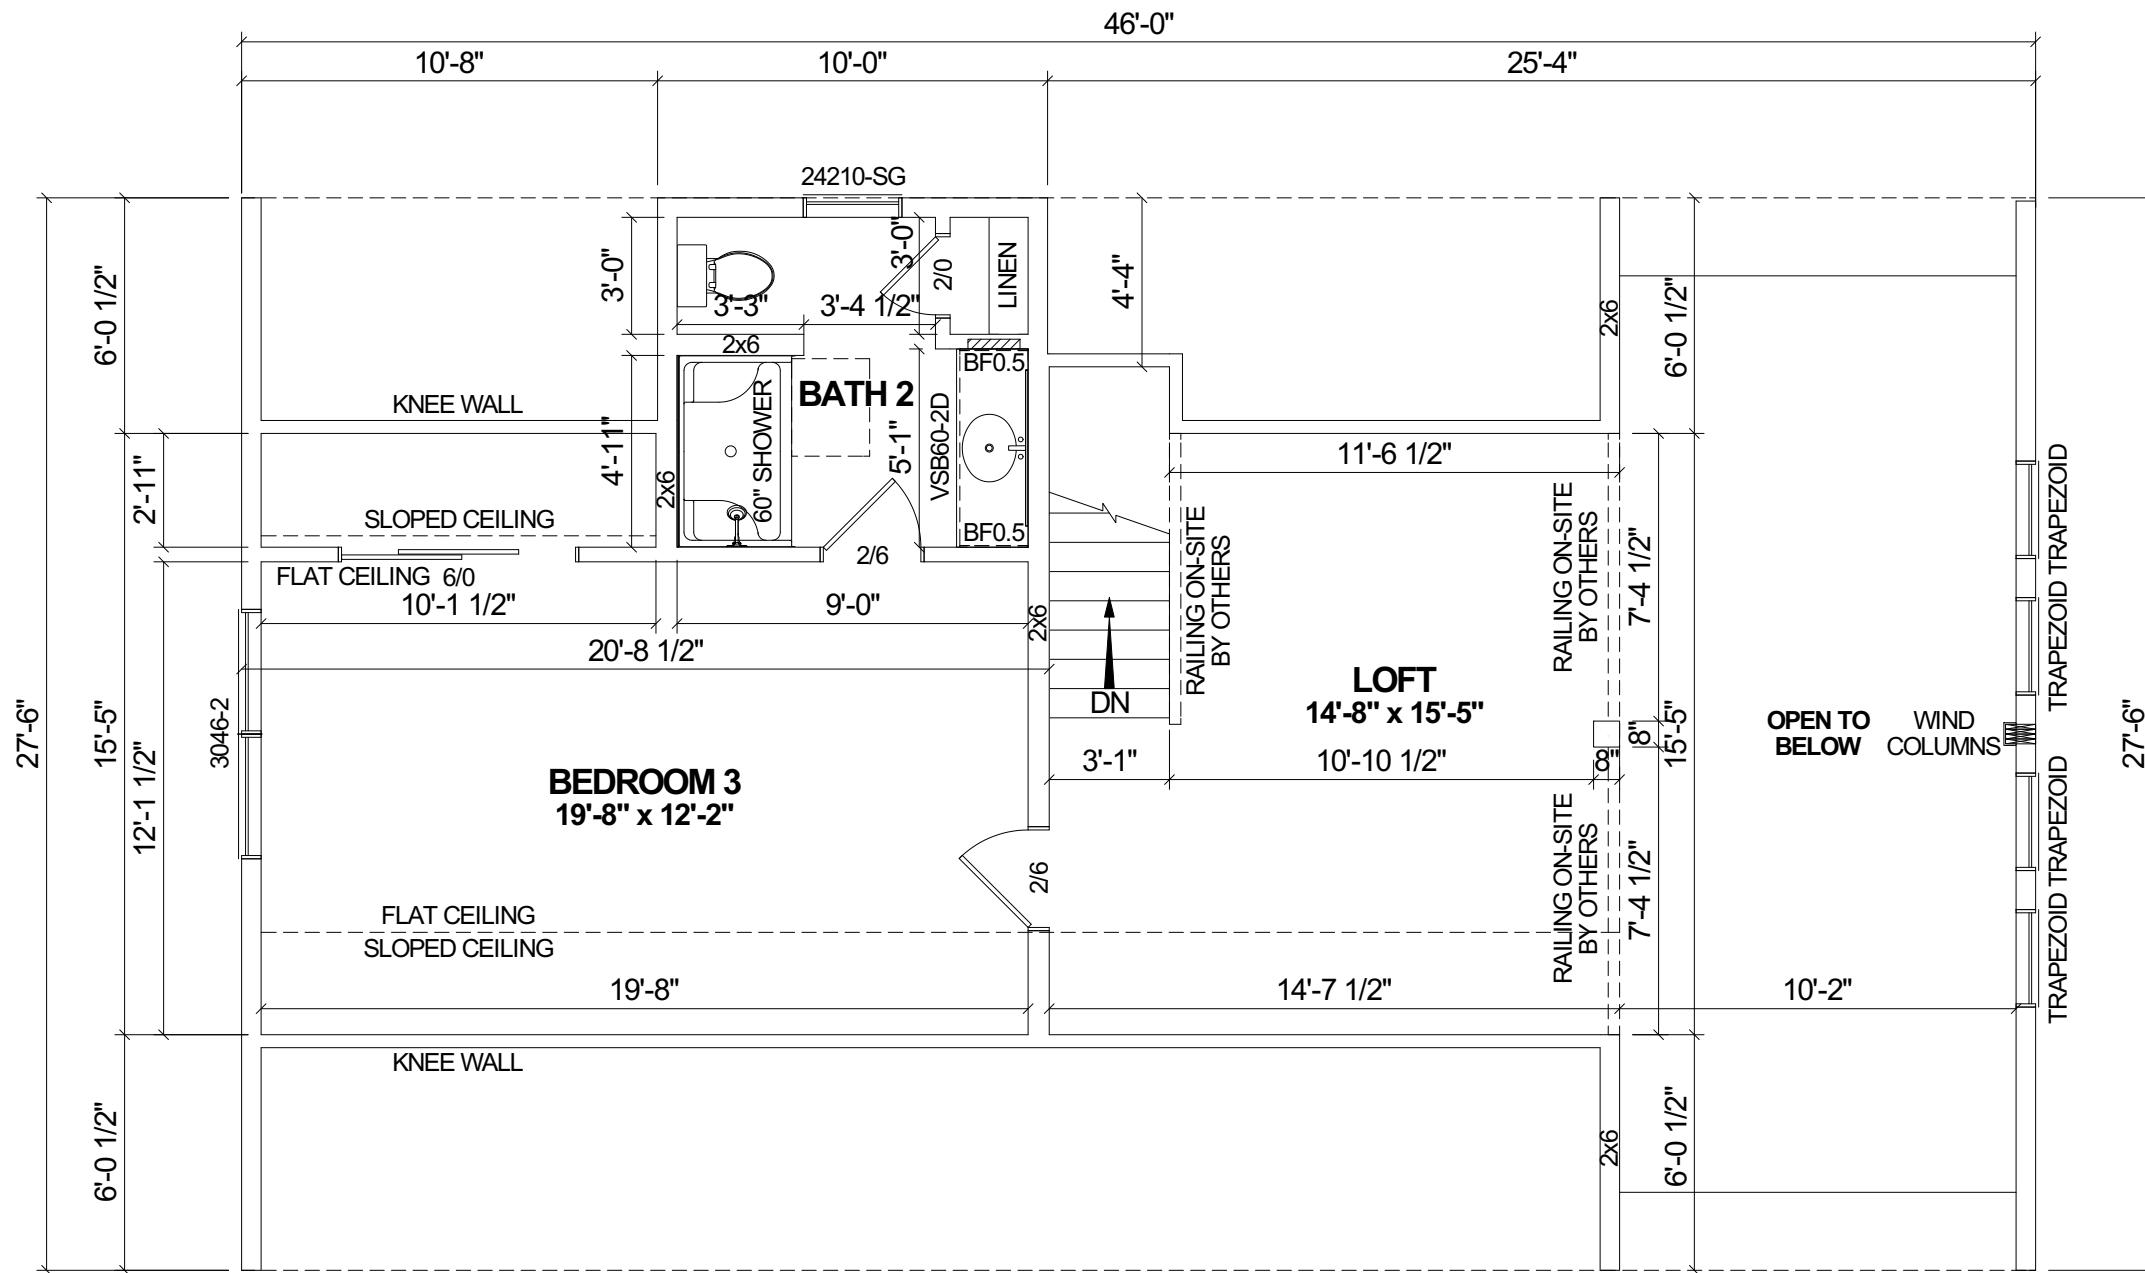 46'-0"
10'-8"
10'-0"
25'-4"
24210-SG
3'-0"
3'-0"
2/0
LINEN
4'-4"
6'-0 1/2"
2x6
6'-0 1/2"
3'-3"
3'-4 1/2"
2x6
BF0.5
KNEE WALL
BATH 2
60" SHOWER
4'-11"
5'-1"
VSB60-2D
2x6
BF0.5
11'-6 1/2"
2'-11"
SLOPED CEILING
FLAT CEILING
6/0
2/6
10'-1 1/2"
9'-0"
2x6
20'-8 1/2"
RAILING ON-SITE
BY OTHERS
RAILING ON-SITE
BY OTHERS
7'-4 1/2"
TRAPEZOID TRAPEZOID
27'-6"
15'-5"
12'-1 1/2"
3046-2
DN
LOFT
14'-8" x 15'-5"
8"
15'-5"
OPEN TO
BELOW
WIND
COLUMNS
27'-6"
BEDROOM 3
19'-8" x 12'-2"
3'-1"
10'-10 1/2"
8"
2/6
RAILING ON-SITE
BY OTHERS
7'-4 1/2"
TRAPEZOID TRAPEZOID
FLAT CEILING
SLOPED CEILING
19'-8"
14'-7 1/2"
10'-2"
KNEE WALL
6'-0 1/2"
2x6
6'-0 1/2"